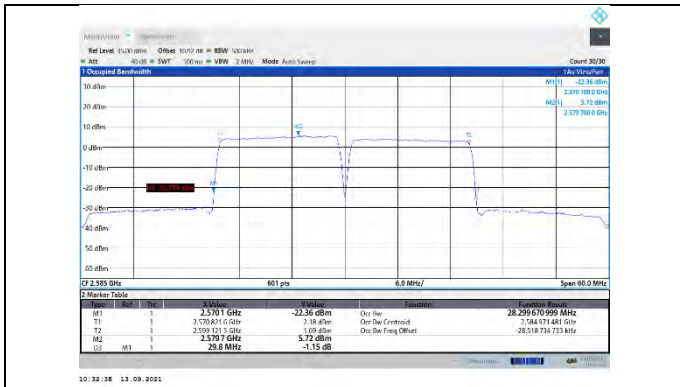 MultiView Spectrum
Ref Level 35.00 dBm Offset 10.12 dB RBW 500 kHz
Att 40 dB SWT 100 ms VBW 2 MHz Mode Auto Sweep Count 30/30
1 Occupied Bandwidth 1Av ViewPwr
M1[1] -22.36 dBm
2.570 100 0 GHz
M2[1] 5.72 dBm
2.579 700 0 GHz
30 dBm
20 dBm
10 dBm
0 dBm
-10 dBm
-20 dBm
-30 dBm
-40 dBm
-60 dBm
T1
M2
T2
M1
CF 2.585 GHz 601 pts 6.0 MHz/ Span 60.0 MHz
2 Marker Table
Type Ref Trc X-Value Y-Value Function Function Result
M1 1 2.5701 GHz -22.36 dBm Occ Bw 28.299670999 MHz
T1 1 2.570 821 6 GHz 2.18 dBm Occ Bw Centroid 2.584 971 481 GHz
T2 1 2.599 121 3 GHz 1.69 dBm Occ Bw Freq Offset -28.518 734 733 kHz
M2 1 2.5797 GHz 5.72 dBm
D3 M1 1 29.8 MHz -1.15 dB
10:32:38 13.09.2021